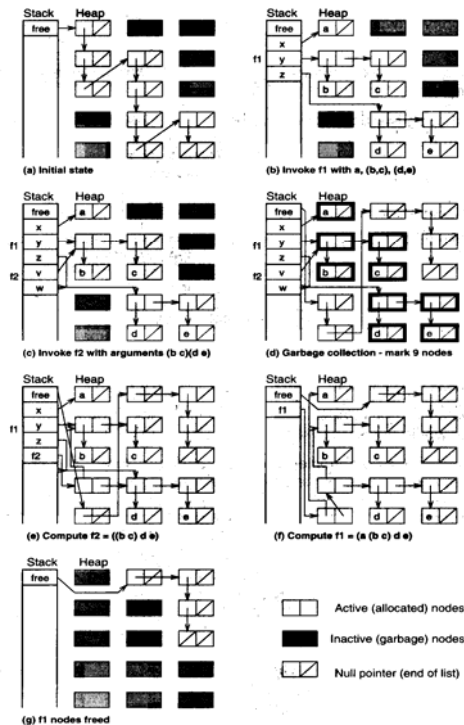 Stack Heap
free
(a) Initial state
Stack Heap
free a
x
f1 y
z
b c
d e
(b) Invoke f1 with a, (b,c), (d,e)
Stack Heap
free a
x
f1 y
z
f2 v
w
b c
d e
(c) Invoke f2 with arguments (b c)(d e)
Stack Heap
free a
x
f1 y
z
f2 v
w
b c
d e
(d) Garbage collection - mark 9 nodes
Stack Heap
free a
x
f1 y
z
f2
b c
d e
(e) Compute f2 = ((b c) d e)
Stack Heap
free a
f1
b c
d e
(f) Compute f1 = (a (b c) d e)
Stack Heap
free
(g) f1 nodes freed
Active (allocated) nodes
Inactive (garbage) nodes
Null pointer (end of list)